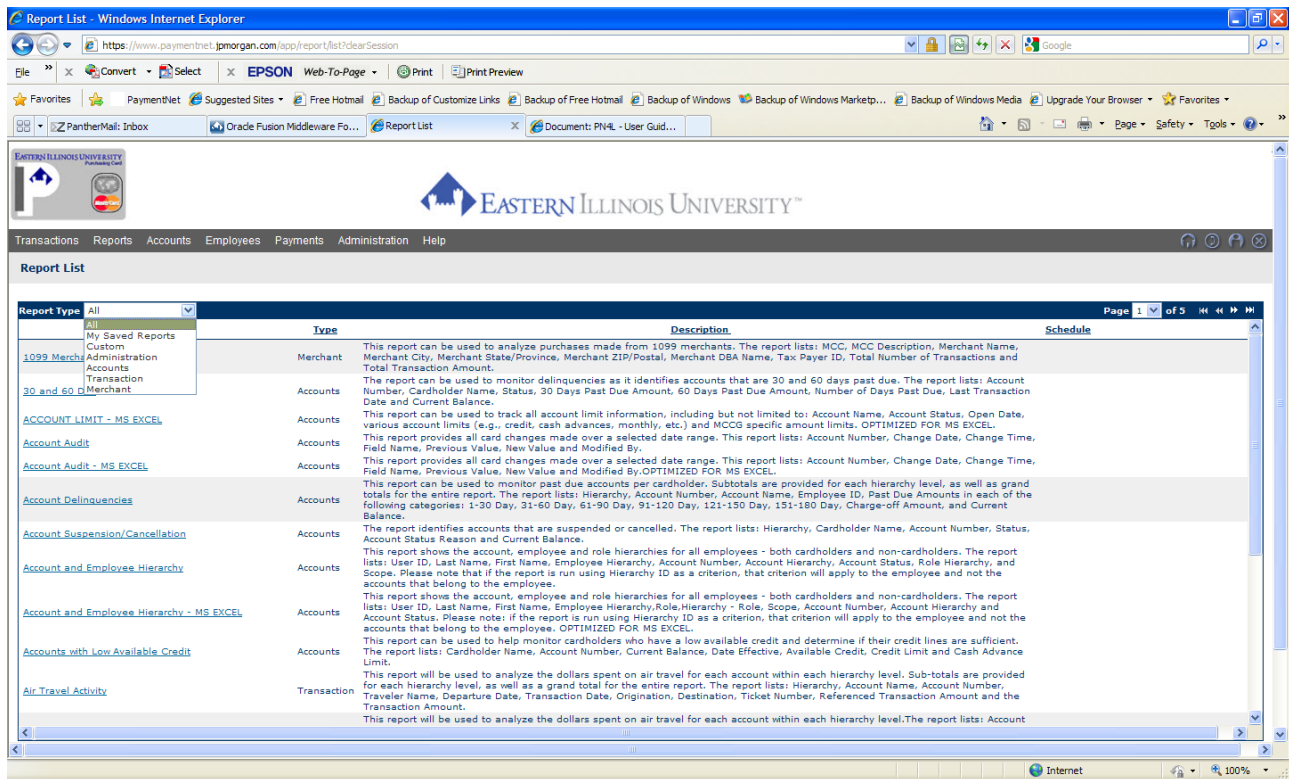 Report List - Windows Internet Explorer
https://www.paymentnet.jpmorgan.com/app/report/list?clearSession
Google
File » x Convert Select x EPSON Web-To-Page Print Print Preview
Favorites PaymentNet Suggested Sites Free Hotmail Backup of Customize Links Backup of Free Hotmail Backup of Windows Backup of Windows Marketp... Backup of Windows Media Upgrade Your Browser Favorites
PantherMail: Inbox Oracle Fusion Middleware Fo... Report List X Document: PN4L - User Guid... Page Safety Tools »
EASTERN ILLINOIS UNIVERSITY
Purchasing Card
P
MasterCard
EASTERN ILLINOIS UNIVERSITY™
Transactions Reports Accounts Employees Payments Administration Help
Report List
Report Type All Page 1 of 5
All
My Saved Reports
Custom
Administration
Accounts
Transaction
Merchant
Type Description Schedule
1099 Mercha Merchant This report can be used to analyze purchases made from 1099 merchants. The report lists: MCC, MCC Description, Merchant Name,
Merchant City, Merchant State/Province, Merchant ZIP/Postal, Merchant DBA Name, Tax Payer ID, Total Number of Transactions and
Total Transaction Amount.
30 and 60 D Accounts The report can be used to monitor delinquencies as it identifies accounts that are 30 and 60 days past due. The report lists: Account
Number, Cardholder Name, Status, 30 Days Past Due Amount, 60 Days Past Due Amount, Number of Days Past Due, Last Transaction
Date and Current Balance.
ACCOUNT LIMIT - MS EXCEL Accounts This report can be used to track all account limit information, including but not limited to: Account Name, Account Status, Open Date,
various account limits (e.g., credit, cash advances, monthly, etc.) and MCCG specific amount limits. OPTIMIZED FOR MS EXCEL.
Account Audit Accounts This report provides all card changes made over a selected date range. This report lists: Account Number, Change Date, Change Time,
Field Name, Previous Value, New Value and Modified By.
Account Audit - MS EXCEL Accounts This report provides all card changes made over a selected date range. This report lists: Account Number, Change Date, Change Time,
Field Name, Previous Value, New Value and Modified By.OPTIMIZED FOR MS EXCEL.
Account Delinquencies Accounts This report can be used to monitor past due accounts per cardholder. Subtotals are provided for each hierarchy level, as well as grand
totals for the entire report. The report lists: Hierarchy, Account Number, Account Name, Employee ID, Past Due Amounts in each of the
following categories: 1-30 Day, 31-60 Day, 61-90 Day, 91-120 Day, 121-150 Day, 151-180 Day, Charge-off Amount, and Current
Balance.
Account Suspension/Cancellation Accounts The report identifies accounts that are suspended or cancelled. The report lists: Hierarchy, Cardholder Name, Account Number, Status,
Account Status Reason and Current Balance.
Account and Employee Hierarchy Accounts This report shows the account, employee and role hierarchies for all employees - both cardholders and non-cardholders. The report
lists: User ID, Last Name, First Name, Employee Hierarchy, Account Number, Account Hierarchy, Account Status, Role Hierarchy, and
Scope. Please note that if the report is run using Hierarchy ID as a criterion, that criterion will apply to the employee and not the
accounts that belong to the employee.
Account and Employee Hierarchy - MS EXCEL Accounts This report shows the account, employee and role hierarchies for all employees - both cardholders and non-cardholders. The report
lists: User ID, Last Name, First Name, Employee Hierarchy,Role,Hierarchy - Role, Scope, Account Number, Account Hierarchy and
Account Status. Please note: if the report is run using Hierarchy ID as a criterion, that criterion will apply to the employee and not the
accounts that belong to the employee. OPTIMIZED FOR MS EXCEL.
Accounts with Low Available Credit Accounts This report can be used to help monitor cardholders who have a low available credit and determine if their credit lines are sufficient.
The report lists: Cardholder Name, Account Number, Current Balance, Date Effective, Available Credit, Credit Limit and Cash Advance
Limit.
Air Travel Activity Transaction This report will be used to analyze the dollars spent on air travel for each account within each hierarchy level. Sub-totals are provided
for each hierarchy level, as well as a grand total for the entire report. The report lists: Hierarchy, Account Name, Account Number,
Traveler Name, Departure Date, Transaction Date, Origination, Destination, Ticket Number, Referenced Transaction Amount and the
Transaction Amount.
This report will be used to analyze the dollars spent on air travel for each account within each hierarchy level.The report lists: Account
Internet 100%